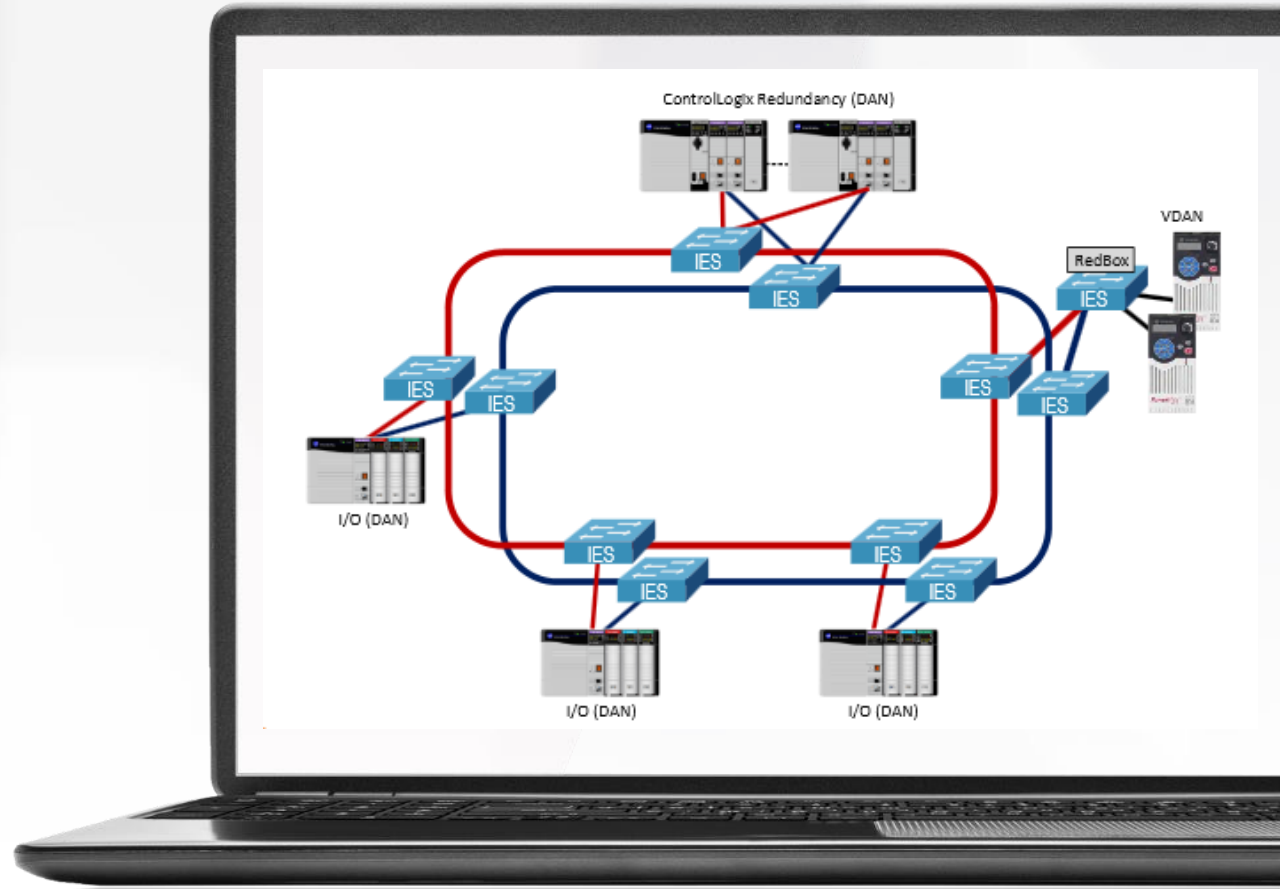 ControlLogix Redundancy (DAN)
VDAN
RedBox
IES
IES
IES
IES
IES
IES
IES
IES
I/O (DAN)
IES
IES
IES
IES
I/O (DAN)
I/O (DAN)